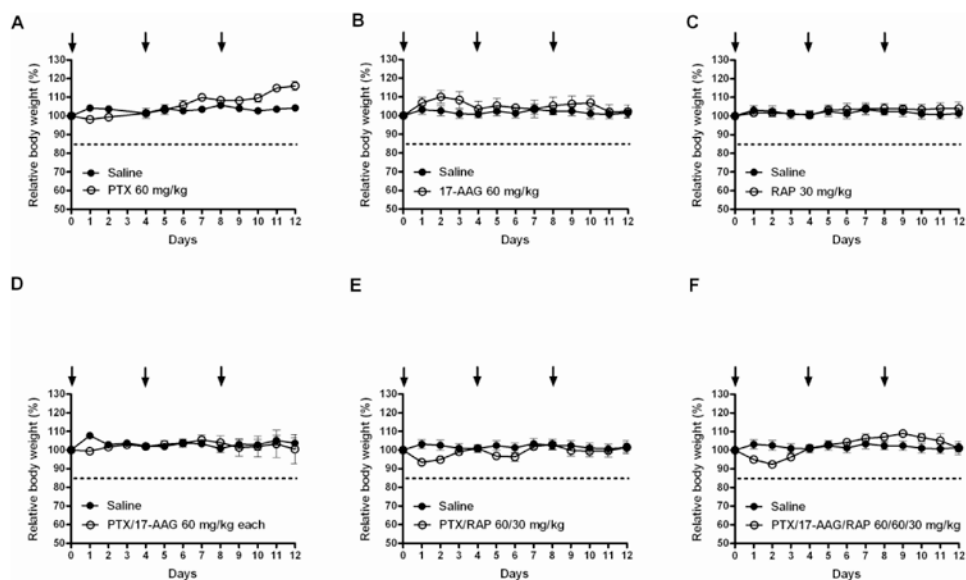 A
Relative body weight (%)
130
120
110
100
90
80
70
60
50
Saline
PTX 60 mg/kg
0 1 2 3 4 5 6 7 8 9 10 11 12
Days
B
Relative body weight (%)
130
120
110
100
90
80
70
60
50
Saline
17-AAG 60 mg/kg
0 1 2 3 4 5 6 7 8 9 10 11 12
Days
C
Relative body weight (%)
130
120
110
100
90
80
70
60
50
Saline
RAP 30 mg/kg
0 1 2 3 4 5 6 7 8 9 10 11 12
Days
D
Relative body weight (%)
130
120
110
100
90
80
70
60
50
Saline
PTX/17-AAG 60 mg/kg each
0 1 2 3 4 5 6 7 8 9 10 11 12
Days
E
Relative body weight (%)
130
120
110
100
90
80
70
60
50
Saline
PTX/RAP 60/30 mg/kg
0 1 2 3 4 5 6 7 8 9 10 11 12
Days
F
Relative body weight (%)
130
120
110
100
90
80
70
60
50
Saline
PTX/17-AAG/RAP 60/60/30 mg/kg
0 1 2 3 4 5 6 7 8 9 10 11 12
Days